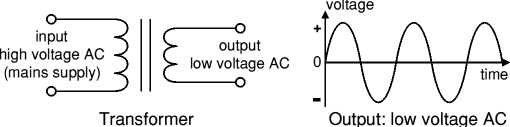 input
high voltage AC
(mains supply)
output
low voltage AC
Transformer
voltage
+
0
-
time
Output: low voltage AC